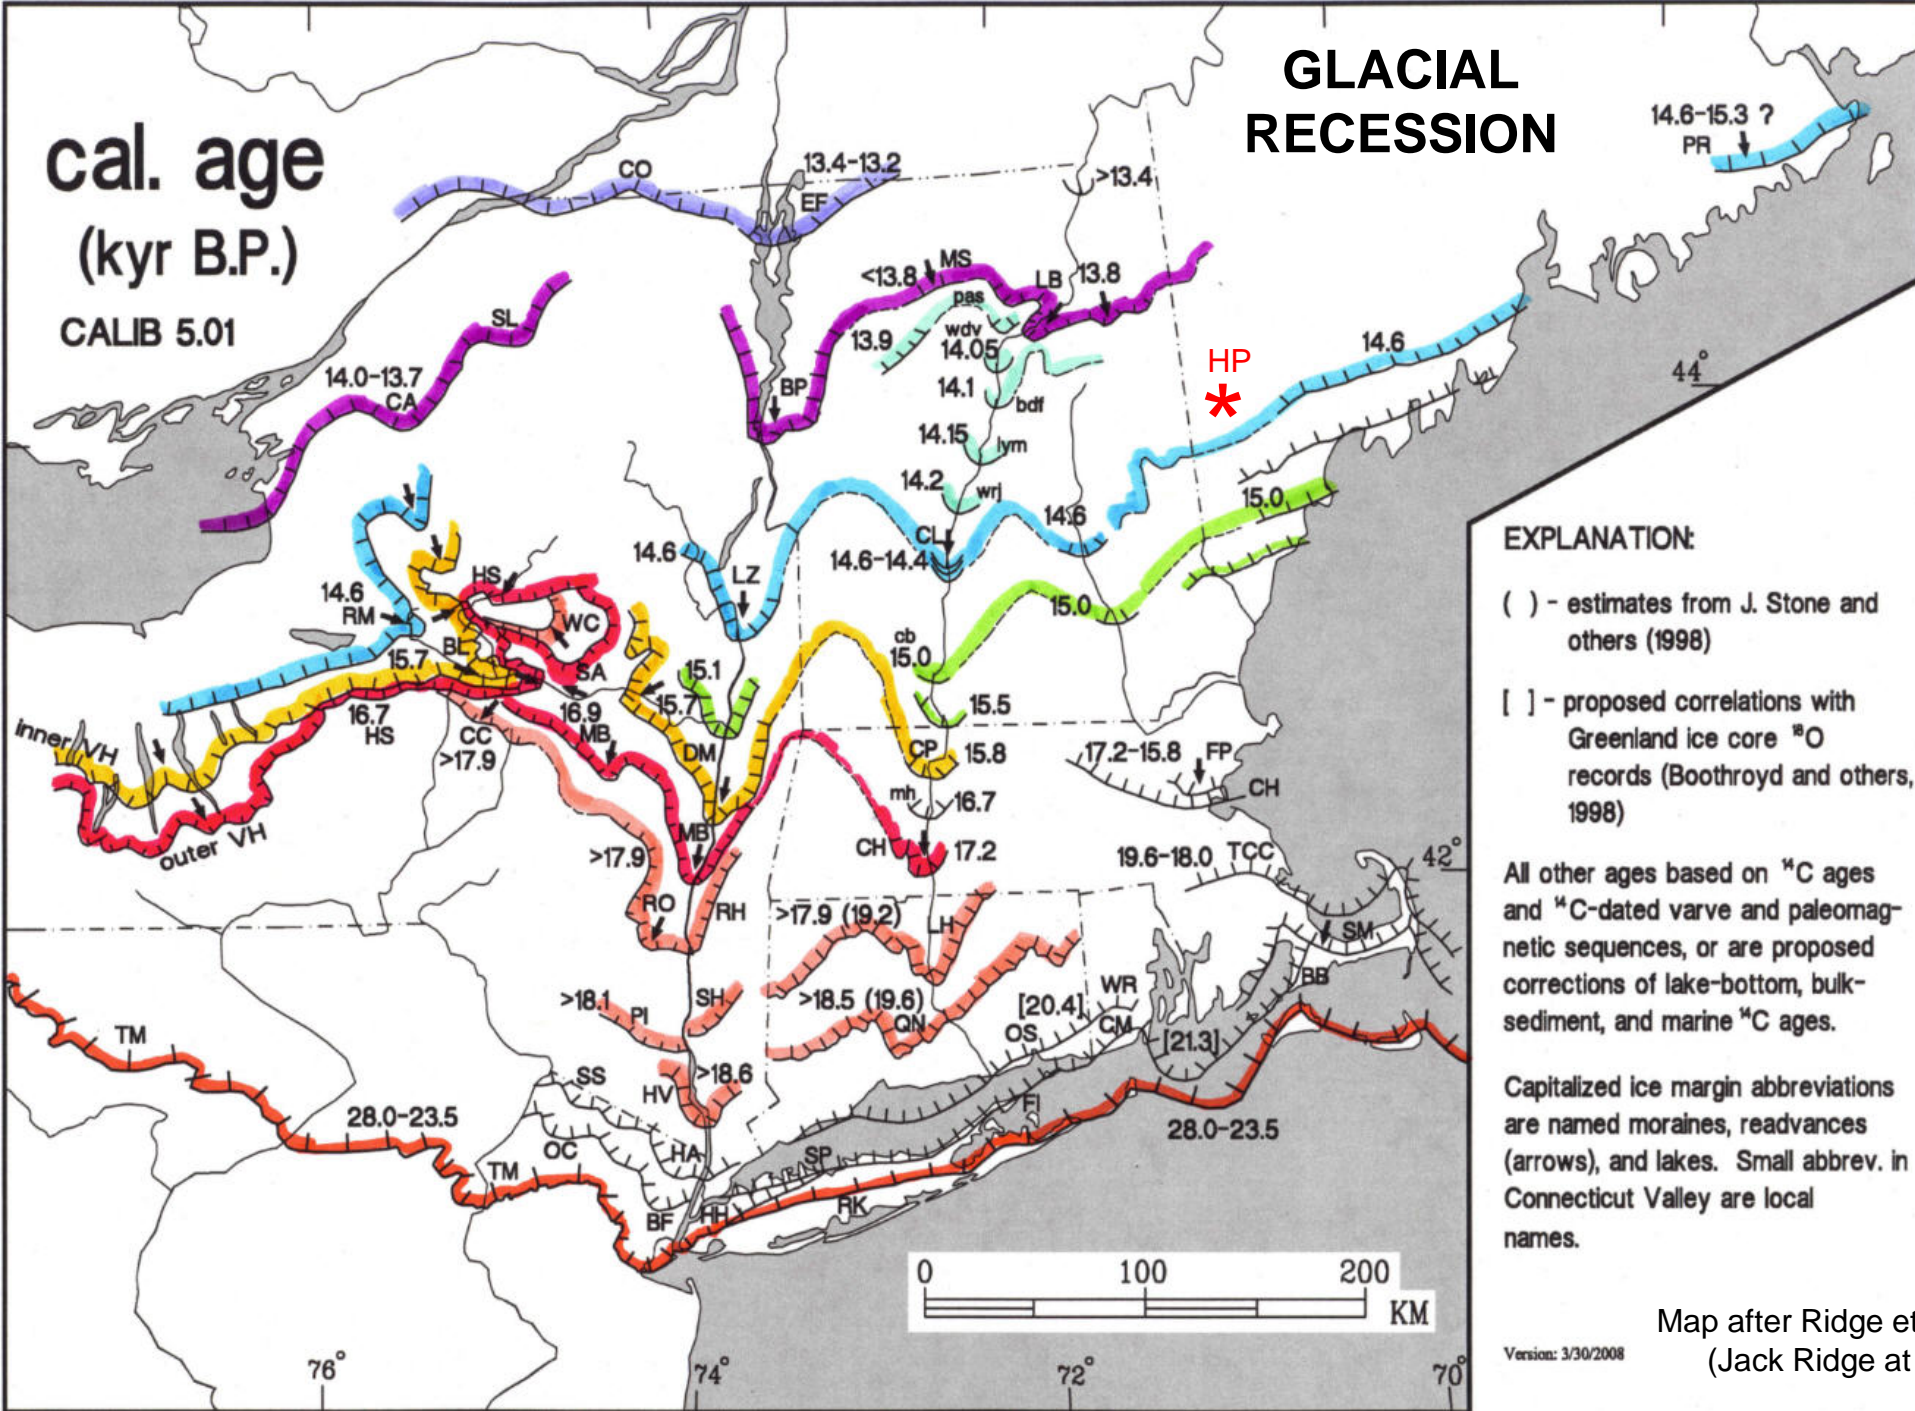 GLACIAL
RECESSION
cal. age
(kyr B.P.)
CALIB 5.01
14.6-15.3 ?
PR
CO
13.4-13.2
EF
>13.4
<13.8
MS
LB
13.8
pas
wdv
13.9
14.05
14.1
bdf
SL
14.0-13.7
CA
BP
HP
*
14.6
44°
14.15
lym
14.2
wrj
14.6
15.0
CL
14.6-14.4
14.6
LZ
HS
14.6
RM
WC
BL
SA
15.7
15.0
cb
15.0
15.1
15.5
15.7
16.7
HS
16.9
MB
CC
>17.9
inner VH
outer VH
DM
CP
15.8
17.2-15.8
FP
CH
mh
16.7
MB
CH
17.2
42°
19.6-18.0
TCC
>17.9
RO
RH
>17.9 (19.2)
LH
SM
BB
>18.1
PI
SH
>18.5 (19.6)
QN
[20.4]
WR
OS
CM
[21.3]
TM
SS
HV
>18.6
28.0-23.5
OC
HA
SP
FI
28.0-23.5
TM
BF
HH
RK
0
100
200
KM
76°
74°
72°
70°
EXPLANATION:
( ) - estimates from J. Stone and
others (1998)
[ ] - proposed correlations with
Greenland ice core ¹⁸O
records (Boothroyd and others,
1998)
All other ages based on ¹⁴C ages
and ¹⁴C-dated varve and paleomag-
netic sequences, or are proposed
corrections of lake-bottom, bulk-
sediment, and marine ¹⁴C ages.
Capitalized ice margin abbreviations
are named moraines, readvances
(arrows), and lakes. Small abbrev. in
Connecticut Valley are local
names.
Map after Ridge et
Version: 3/30/2008
(Jack Ridge at